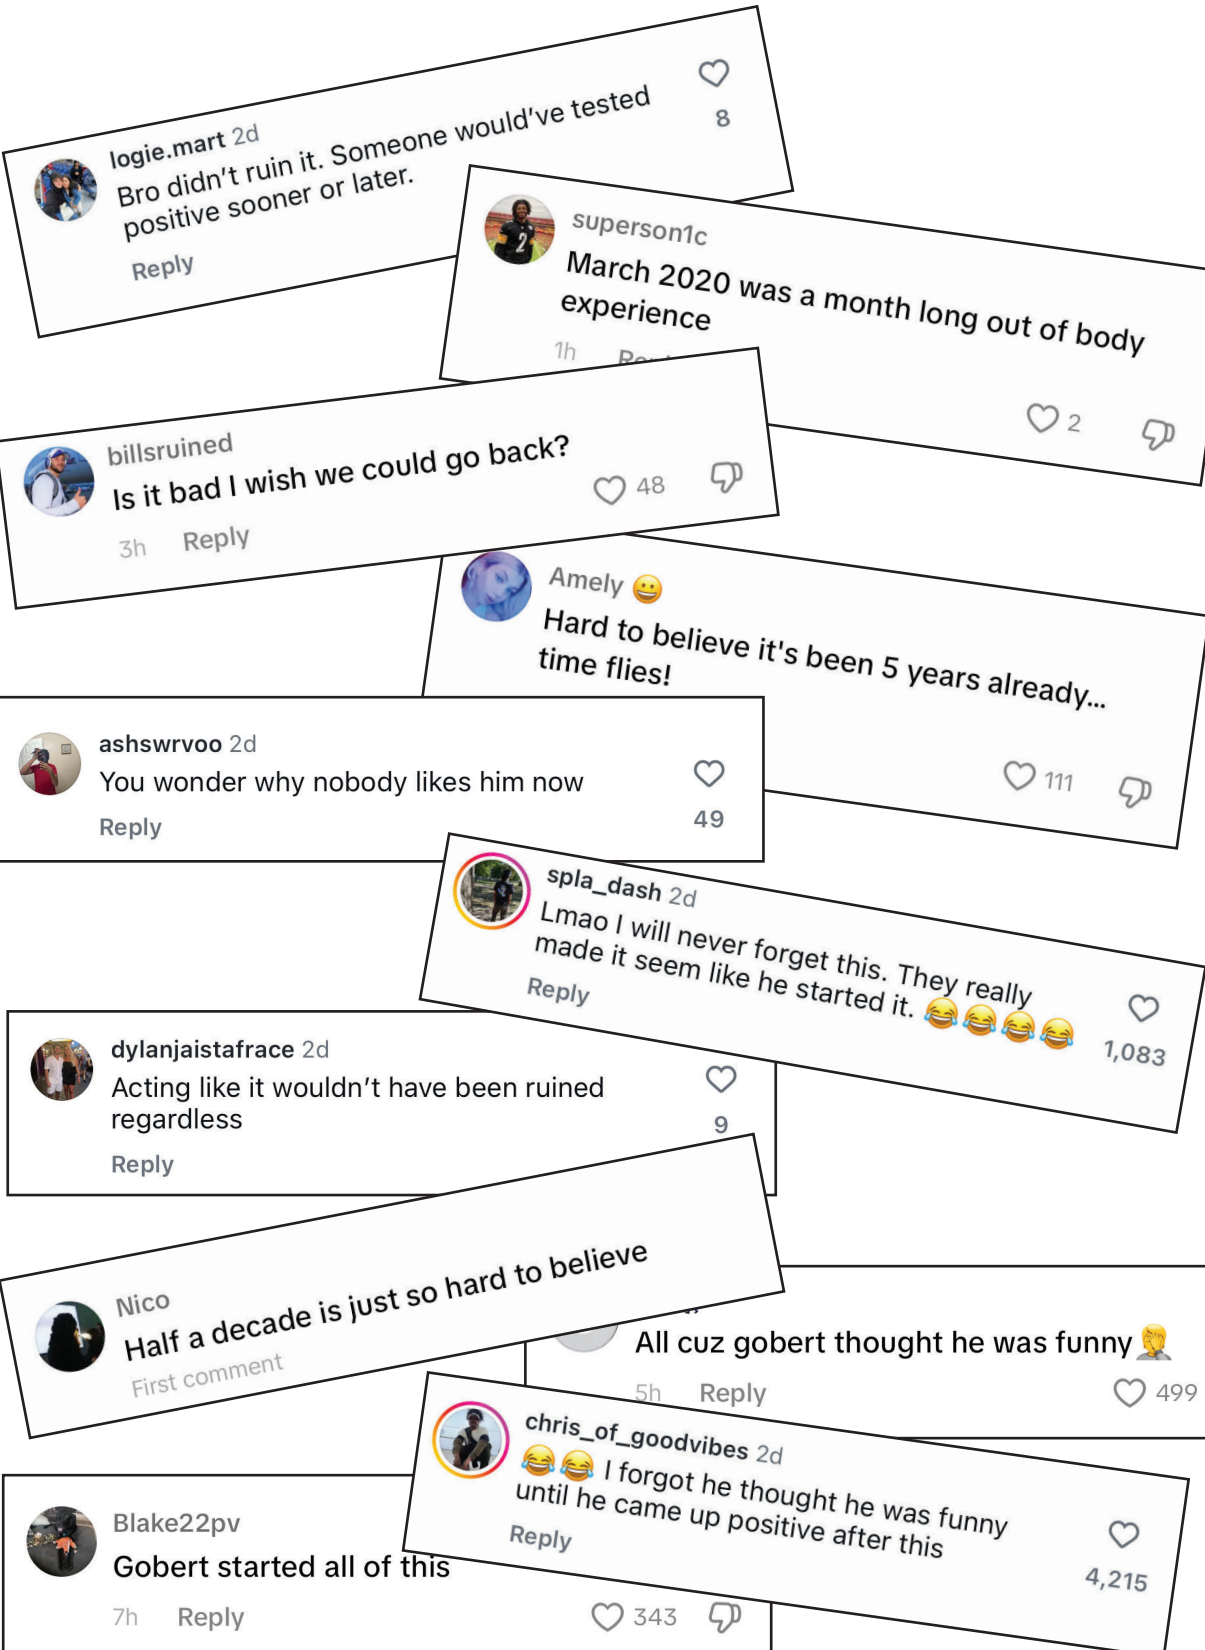 logie.mart 2d
Bro didn't ruin it. Someone would've tested
positive sooner or later.
Reply
8
superson1c
March 2020 was a month long out of body
experience
1h
2
billsruined
Is it bad I wish we could go back?
3h Reply
48
Amely 😀
Hard to believe it's been 5 years already...
time flies!
111
ashswrvoo 2d
You wonder why nobody likes him now
Reply
49
spla_dash 2d
Lmao I will never forget this. They really
made it seem like he started it. 😂😂😂😂
Reply
1,083
dylanjaistafrace 2d
Acting like it wouldn't have been ruined
regardless
Reply
9
Nico
Half a decade is just so hard to believe
First comment
All cuz gobert thought he was funny🤦
5h Reply
499
chris_of_goodvibes 2d
😂😂 I forgot he thought he was funny
until he came up positive after this
Reply
4,215
Blake22pv
Gobert started all of this
7h Reply
343